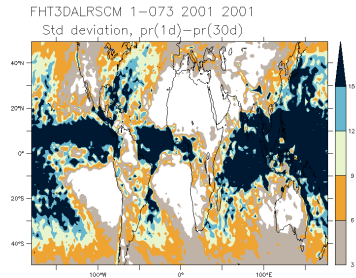 FHT3DALRSCM 1-073 2001 2001
Std deviation, pr(1d)-pr(30d)
40°N
20°N
0°
20°S
40°S
100°W
0°
100°E
15
12
9
6
3